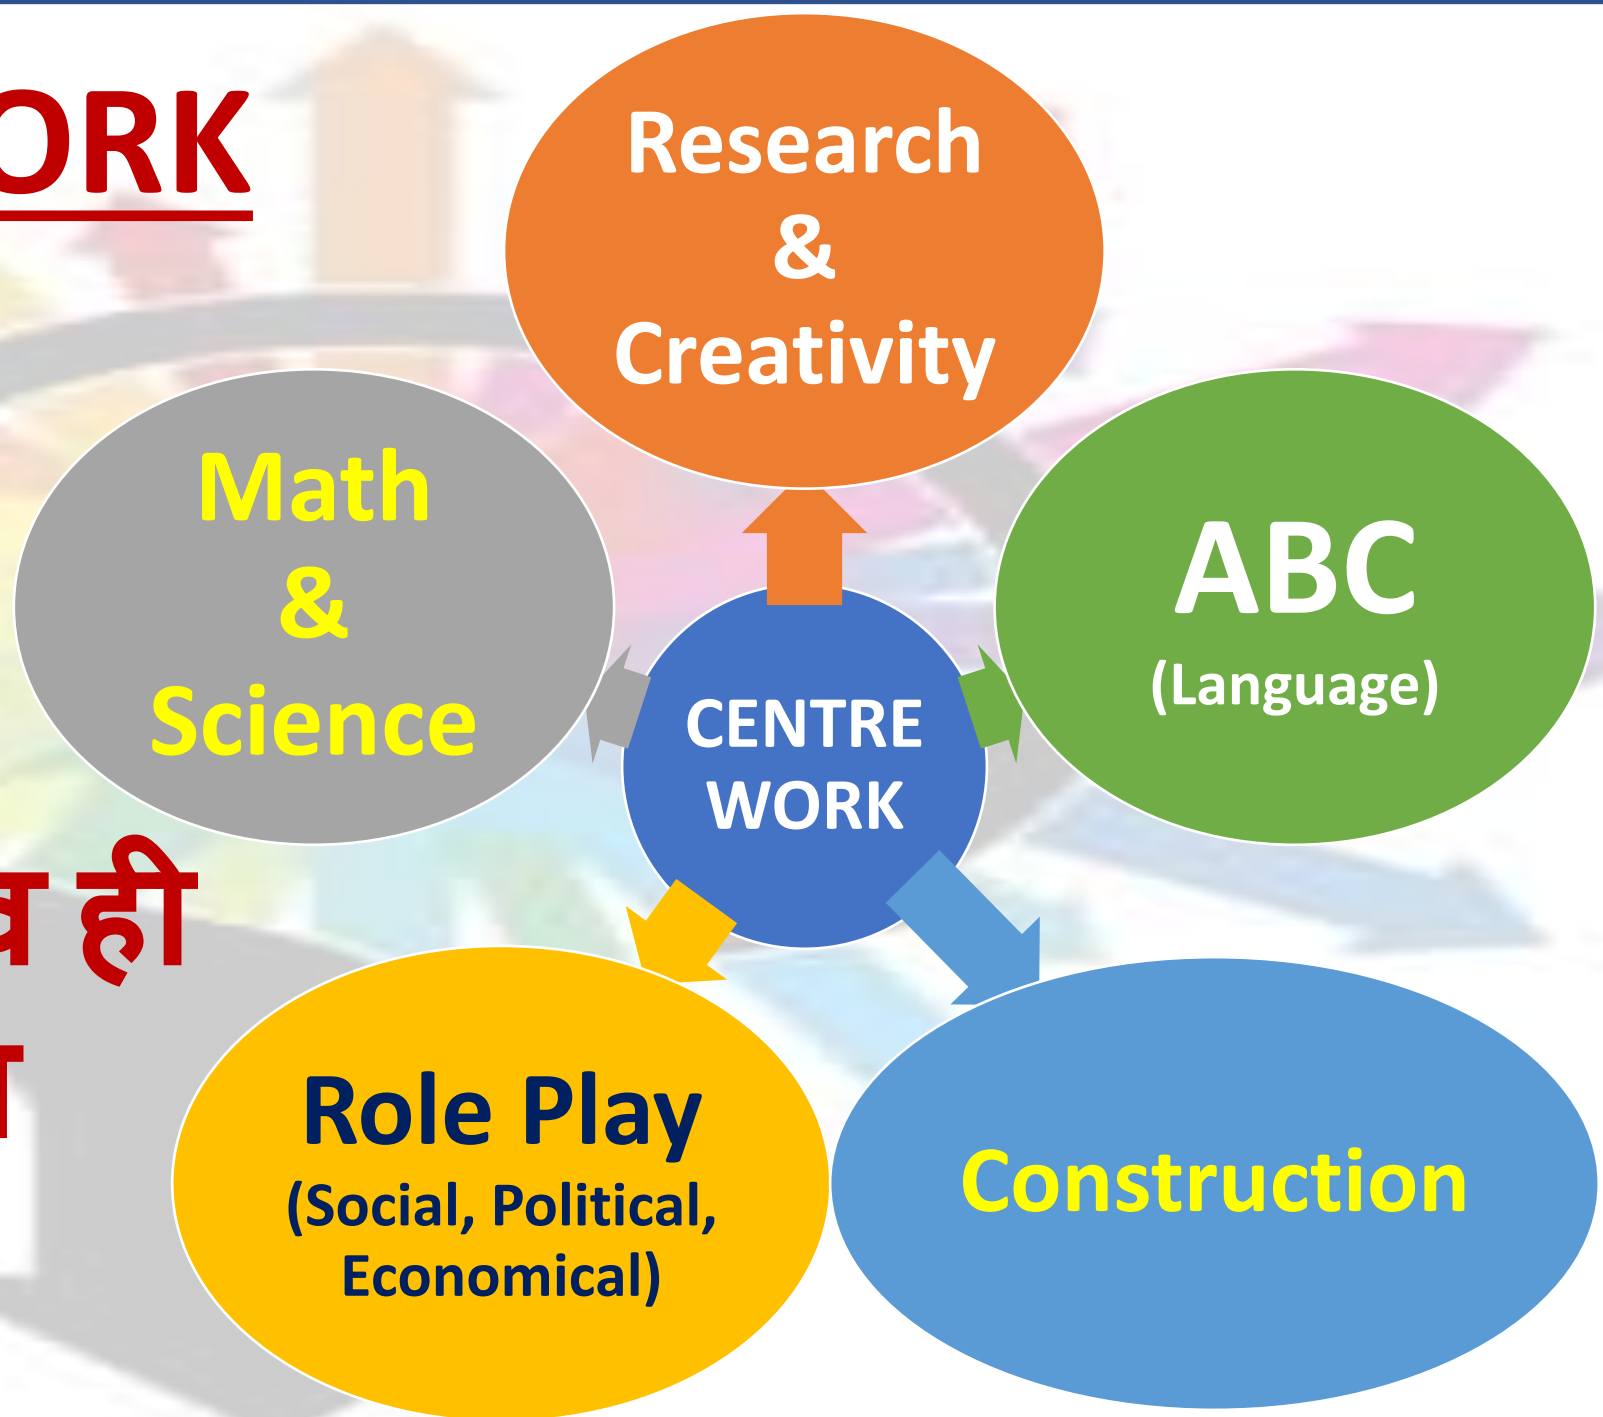 ORK
Research
&
Creativity
Math
&
Science
ABC
(Language)
CENTRE
WORK
ही
Role Play
(Social, Political,
Economical)
Construction